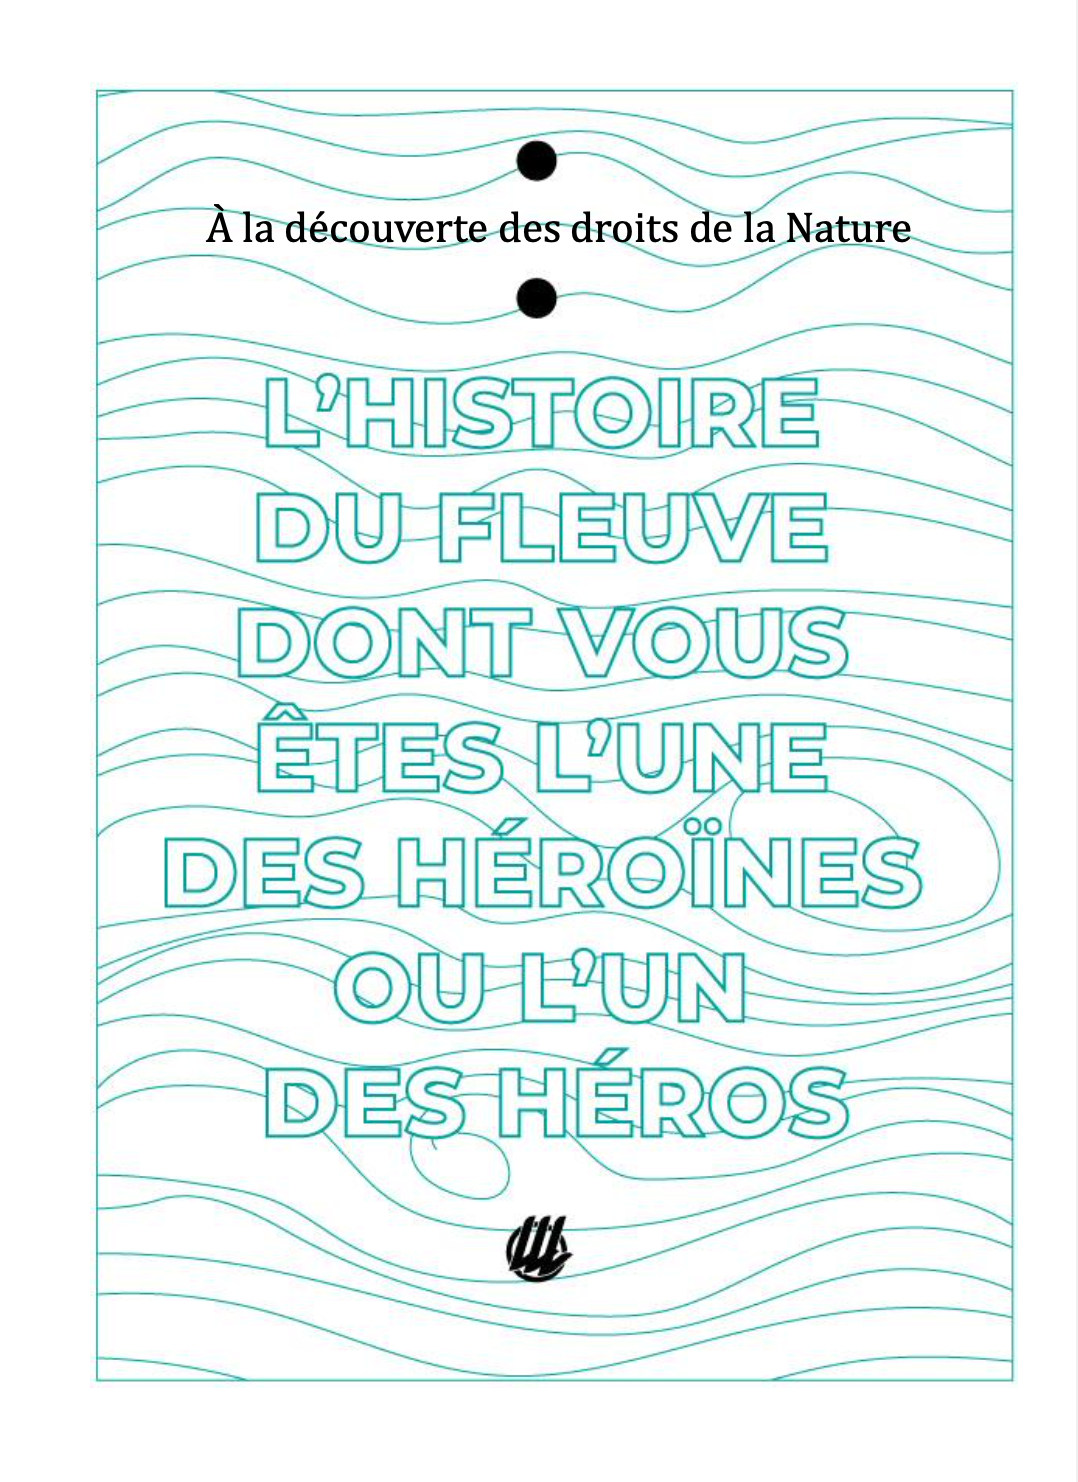 À la découverte des droits de la Nature
L’HISTOIRE
DU FLEUVE
DONT VOUS
ÊTES L’UNE
DES HÉROÏNES
OU L’UN
DES HÉROS